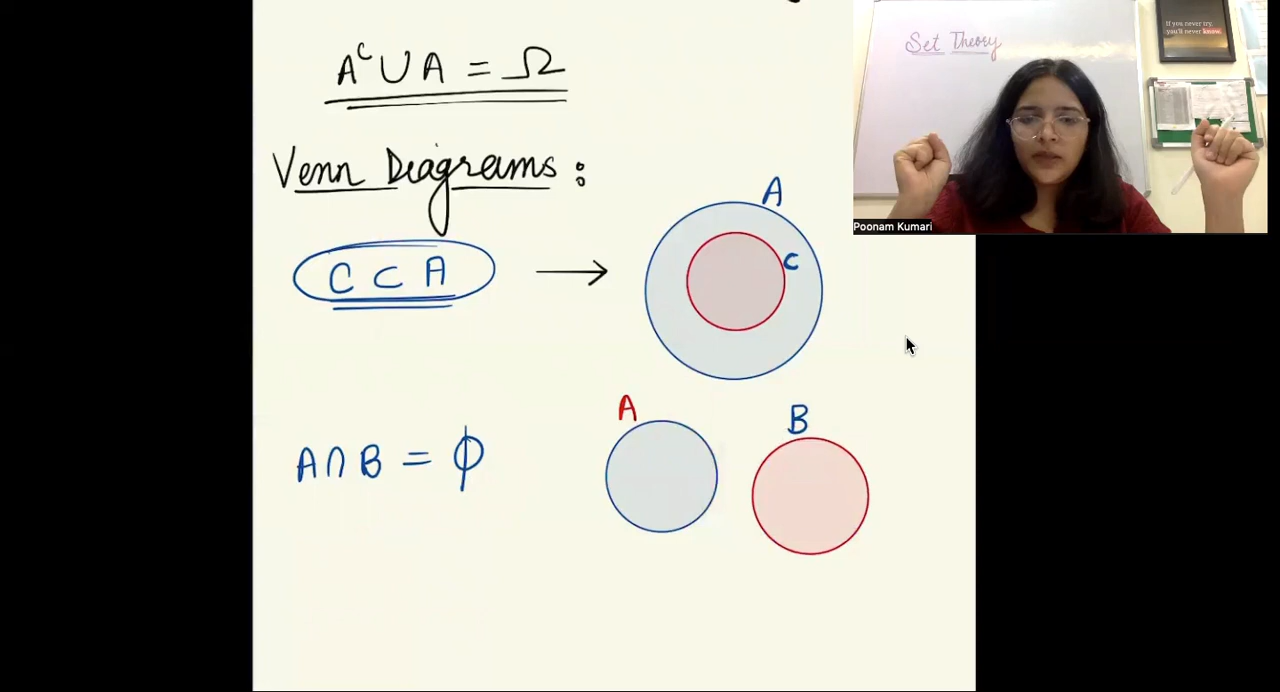 Aᶜ ∪ A = Ω
Venn Diagrams :
C ⊂ A →
A
C
A ∩ B = ϕ
A
B
Set Theory
If you never try,
you'll never know.
Poonam Kumari